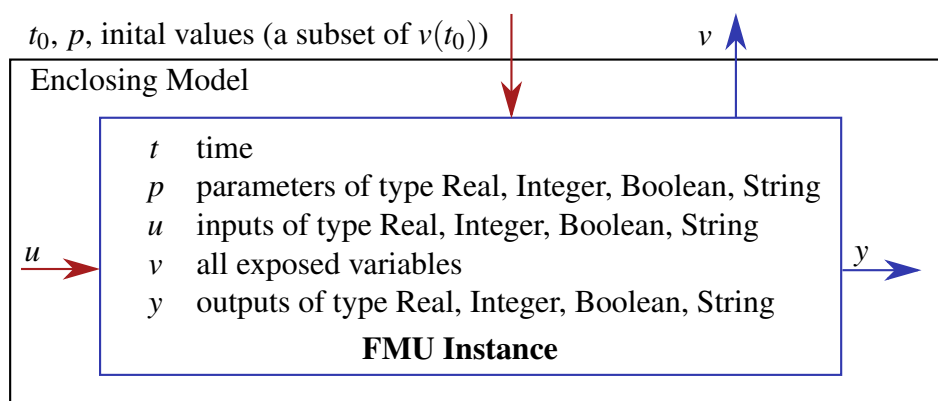 t₀, p, inital values (a subset of v(t₀))
v
Enclosing Model
t time
p parameters of type Real, Integer, Boolean, String
u inputs of type Real, Integer, Boolean, String
u
v all exposed variables
y
y outputs of type Real, Integer, Boolean, String
FMU Instance